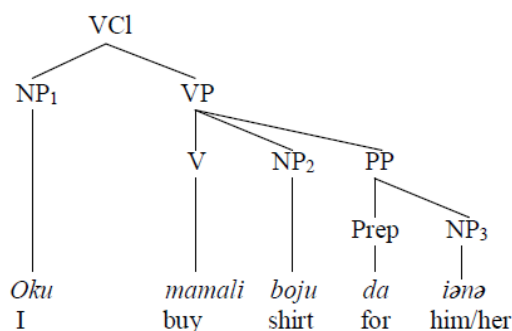 VCl
NP₁ VP
V NP₂ PP
Prep NP₃
Oku mamali boju da iənə
I buy shirt for him/her